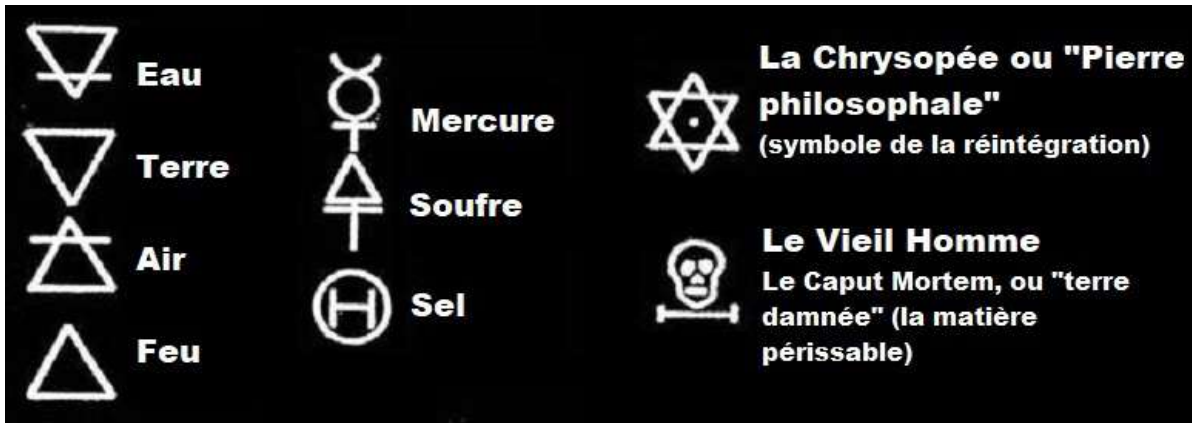 Eau
Terre
Air
Feu
Mercure
Soufre
Sel
La Chrysopée ou "Pierre
philosophale"
(symbole de la réintégration)
Le Vieil Homme
Le Caput Mortem, ou "terre
damnée" (la matière
périssable)